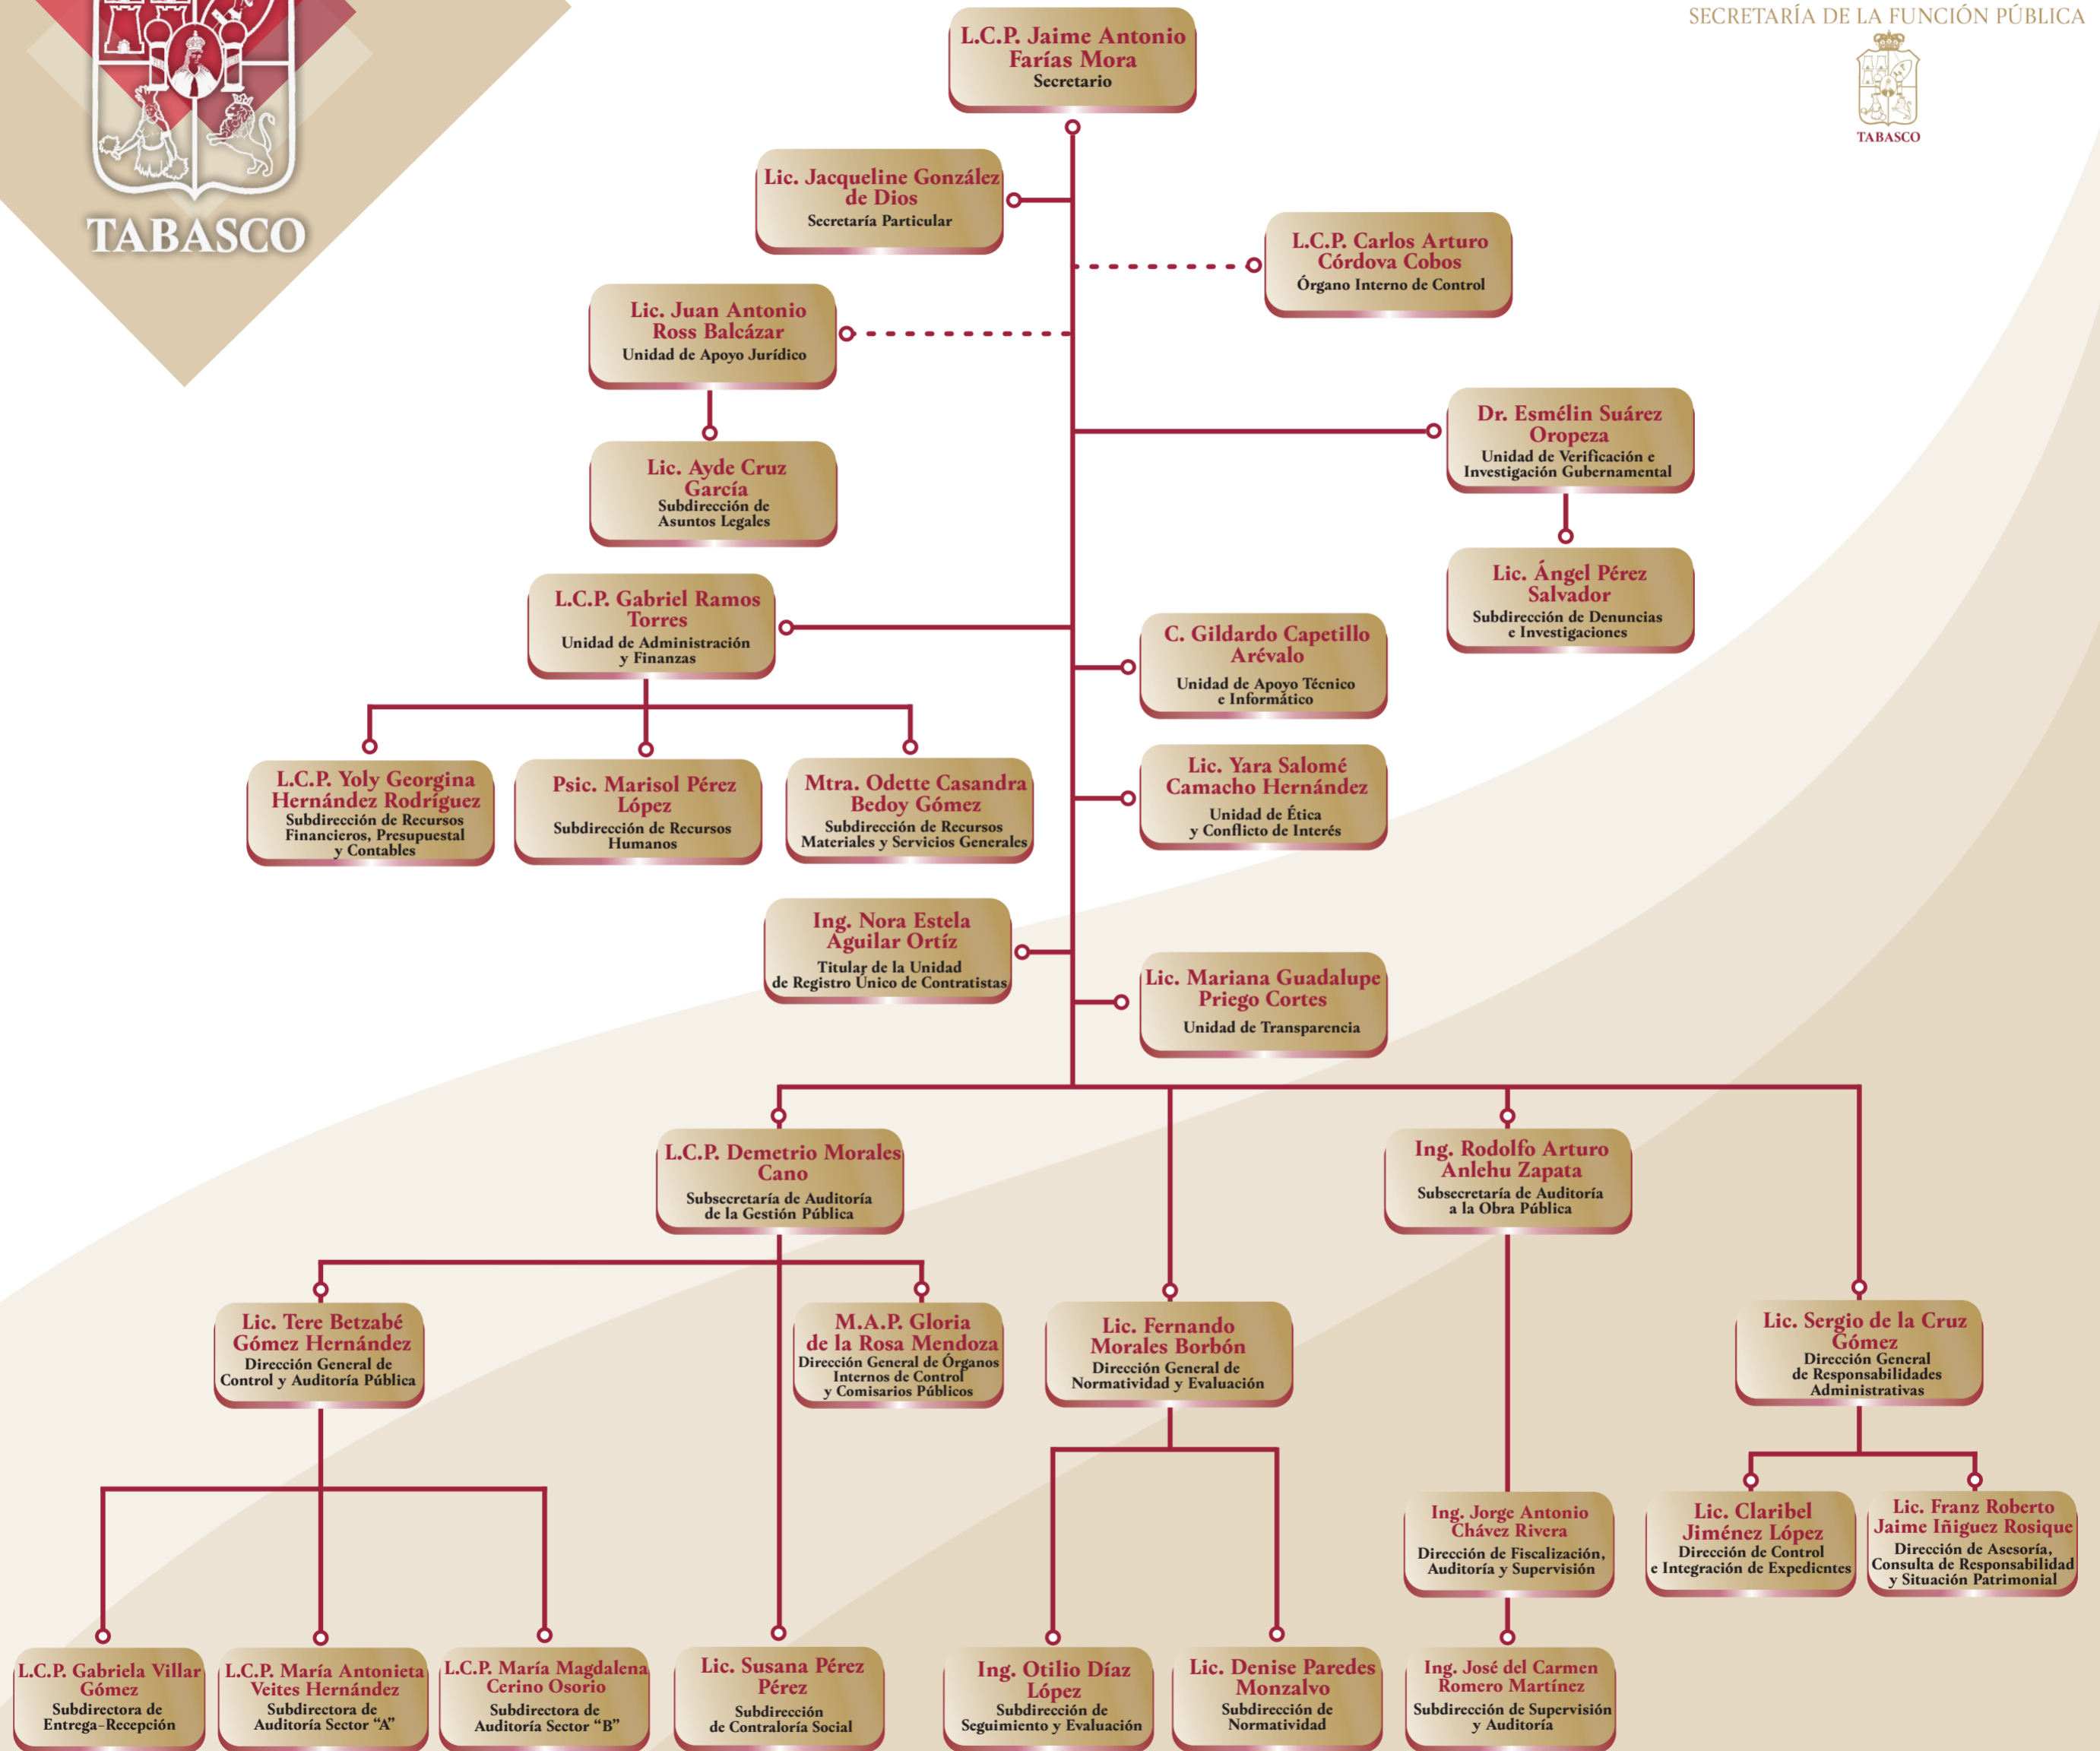 SECRETARÍA DE LA FUNCIÓN PÚBLICA
TABASCO
TABASCO
L.C.P. Jaime Antonio
Farías Mora
Secretario
Lic. Jacqueline González
de Dios
Secretaría Particular
L.C.P. Carlos Arturo
Córdova Cobos
Órgano Interno de Control
Lic. Juan Antonio
Ross Balcázar
Unidad de Apoyo Jurídico
Lic. Ayde Cruz
García
Subdirección de
Asuntos Legales
Dr. Esmélin Suárez
Oropeza
Unidad de Verificación e
Investigación Gubernamental
Lic. Ángel Pérez
Salvador
Subdirección de Denuncias
e Investigaciones
L.C.P. Gabriel Ramos
Torres
Unidad de Administración
y Finanzas
C. Gildardo Capetillo
Arévalo
Unidad de Apoyo Técnico
e Informático
L.C.P. Yoly Georgina
Hernández Rodríguez
Subdirección de Recursos
Financieros, Presupuestal
y Contables
Psic. Marisol Pérez
López
Subdirección de Recursos
Humanos
Mtra. Odette Casandra
Bedoy Gómez
Subdirección de Recursos
Materiales y Servicios Generales
Lic. Yara Salomé
Camacho Hernández
Unidad de Ética
y Conflicto de Interés
Ing. Nora Estela
Aguilar Ortíz
Titular de la Unidad
de Registro Único de Contratistas
Lic. Mariana Guadalupe
Priego Cortes
Unidad de Transparencia
L.C.P. Demetrio Morales
Cano
Subsecretaría de Auditoría
de la Gestión Pública
Ing. Rodolfo Arturo
Anlehu Zapata
Subsecretaría de Auditoría
a la Obra Pública
Lic. Tere Betzabé
Gómez Hernández
Dirección General de
Control y Auditoría Pública
M.A.P. Gloria
de la Rosa Mendoza
Dirección General de Órganos
Internos de Control
y Comisarios Públicos
Lic. Fernando
Morales Borbón
Dirección General de
Normatividad y Evaluación
Lic. Sergio de la Cruz
Gómez
Dirección General
de Responsabilidades
Administrativas
Ing. Jorge Antonio
Chávez Rivera
Dirección de Fiscalización,
Auditoría y Supervisión
Lic. Claribel
Jiménez López
Dirección de Control
e Integración de Expedientes
Lic. Franz Roberto
Jaime Iñiguez Rosique
Dirección de Asesoría,
Consulta de Responsabilidad
y Situación Patrimonial
L.C.P. Gabriela Villar
Gómez
Subdirectora de
Entrega-Recepción
L.C.P. María Antonieta
Veites Hernández
Subdirectora de
Auditoría Sector “A”
L.C.P. María Magdalena
Cerino Osorio
Subdirectora de
Auditoría Sector “B”
Lic. Susana Pérez
Pérez
Subdirección
de Contraloría Social
Ing. Otilio Díaz
López
Subdirección de
Seguimiento y Evaluación
Lic. Denise Paredes
Monzalvo
Subdirección de
Normatividad
Ing. José del Carmen
Romero Martínez
Subdirección de Supervisión
y Auditoría